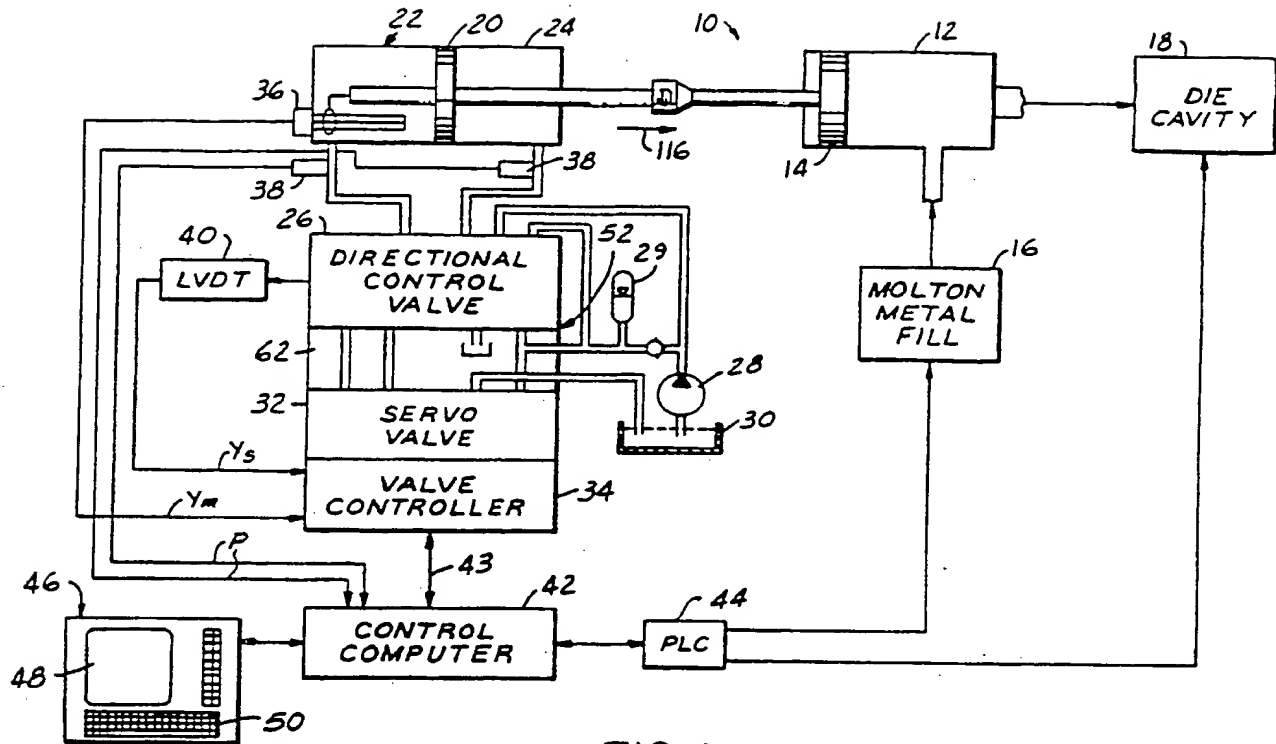 22
20
24
10
12
18
DIE
CAVITY
36
116
14
38
38
26
52
16
40
LVDT
DIRECTIONAL
CONTROL
VALVE
29
MOLTON
METAL
FILL
62
28
32
SERVO
VALVE
30
Ys
VALVE
CONTROLLER
34
Ym
P
43
46
42
44
CONTROL
COMPUTER
PLC
48
50